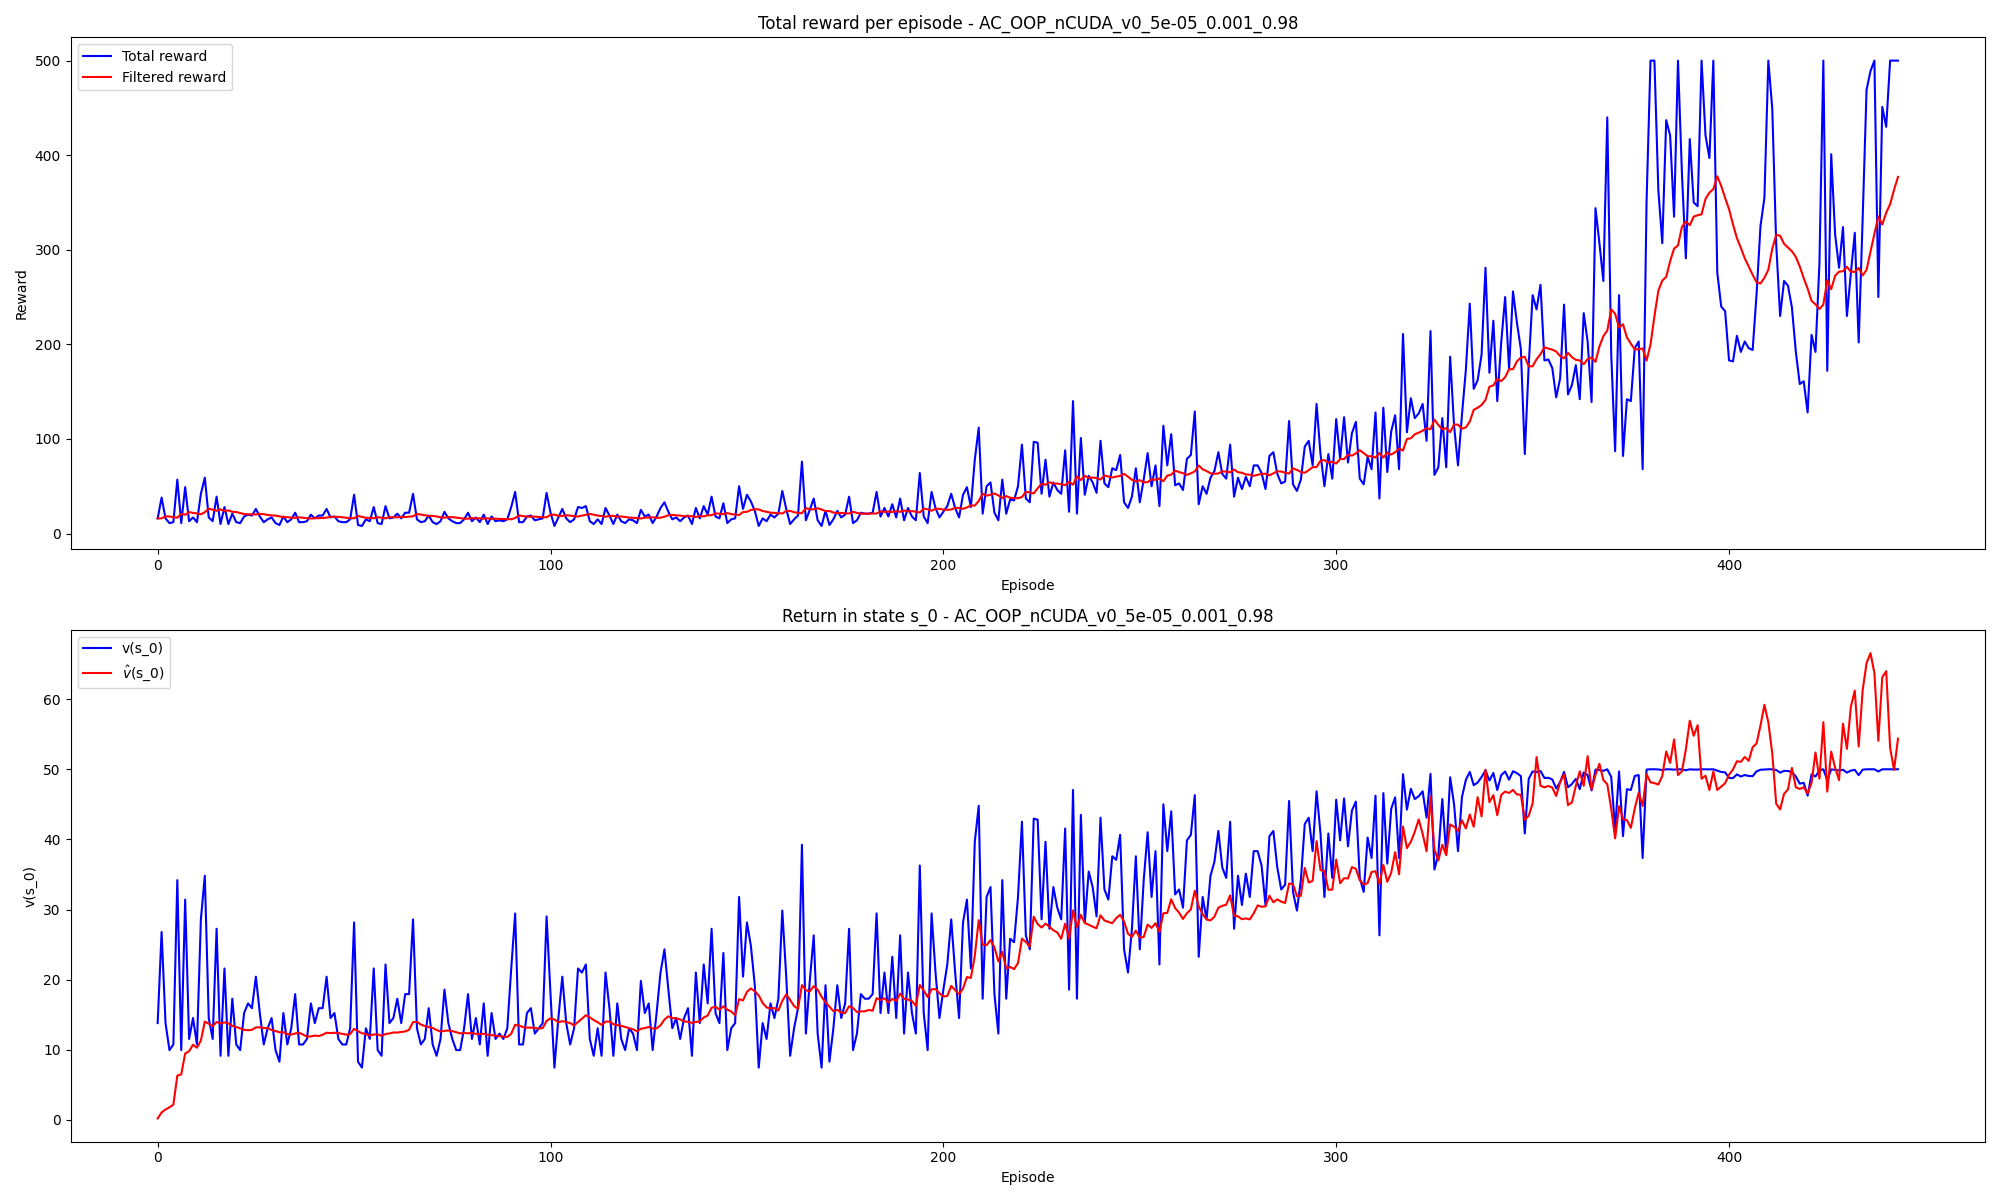 Total reward per episode - AC_OOP_nCUDA_v0_5e-05_0.001_0.98
Total reward
Filtered reward
500
400
300
200
100
0
Reward
0 100 200 300 400
Episode
Return in state s_0 - AC_OOP_nCUDA_v0_5e-05_0.001_0.98
v(s_0)
v̂(s_0)
60
50
40
30
20
10
0
v(s_0)
0 100 200 300 400
Episode